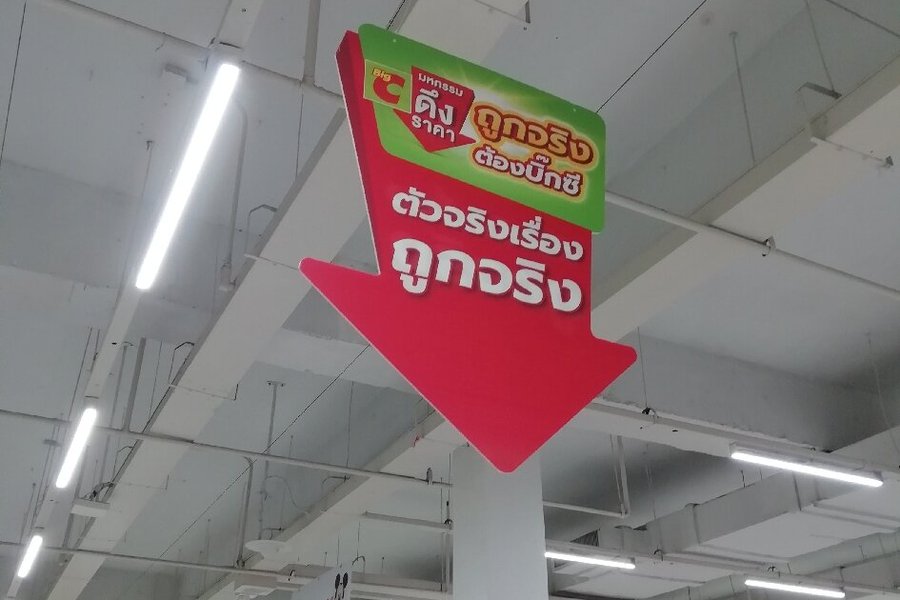 Big
C
มหกรรม
ดึง
ราคา
ถูกจริง
ต้องบิ๊กซี
ตัวจริงเรื่อง
ถูกจริง